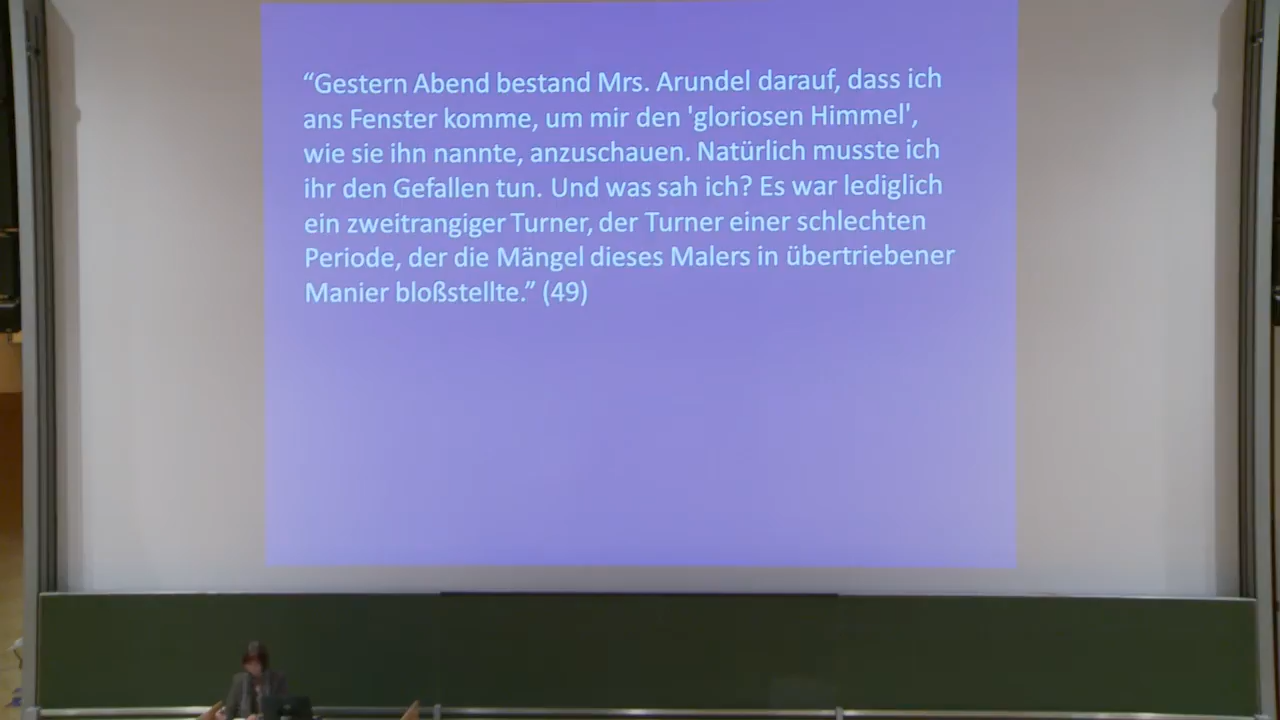 “Gestern Abend bestand Mrs. Arundel darauf, dass ich
ans Fenster komme, um mir den 'gloriosen Himmel',
wie sie ihn nannte, anzuschauen. Natürlich musste ich
ihr den Gefallen tun. Und was sah ich? Es war lediglich
ein zweitrangiger Turner, der Turner einer schlechten
Periode, der die Mängel dieses Malers in übertriebener
Manier bloßstellte.” (49)